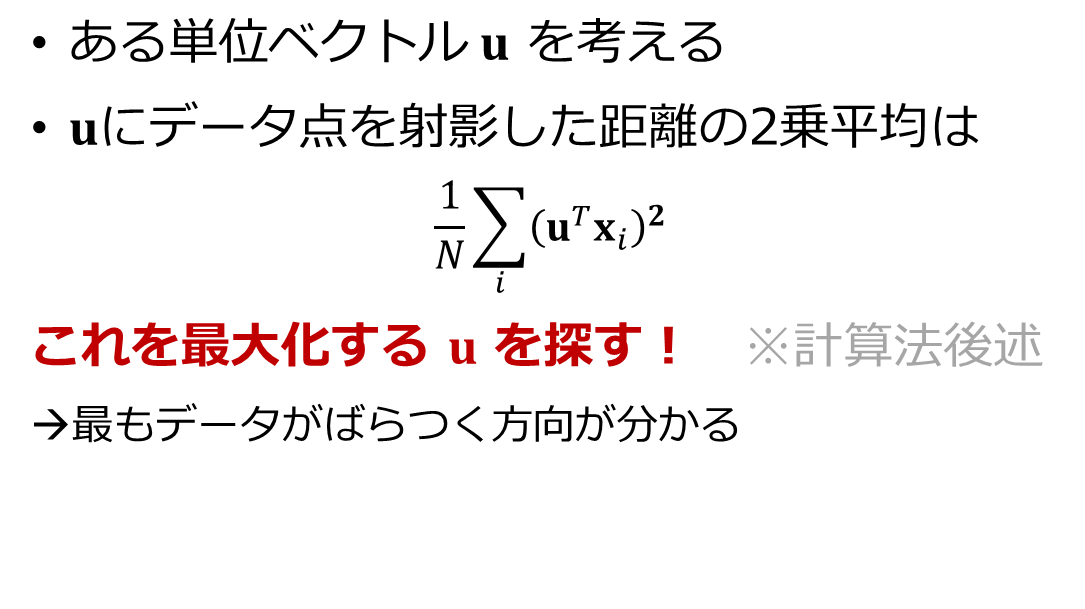 • ある単位ベクトル u を考える
• uにデータ点を射影した距離の2乗平均は
1/N ∑_i (u^T x_i)^2
これを最大化する u を探す！ ※計算法後述
→最もデータがばらつく方向が分かる